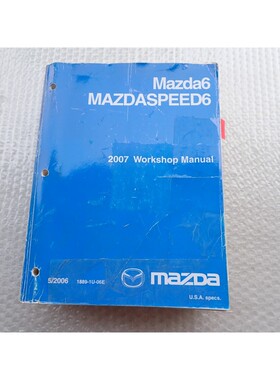 Mazda6
MAZDASPEED6
2007 Workshop Manual
mazda
5/2006 1889-1U-06E
U.S.A. specs.